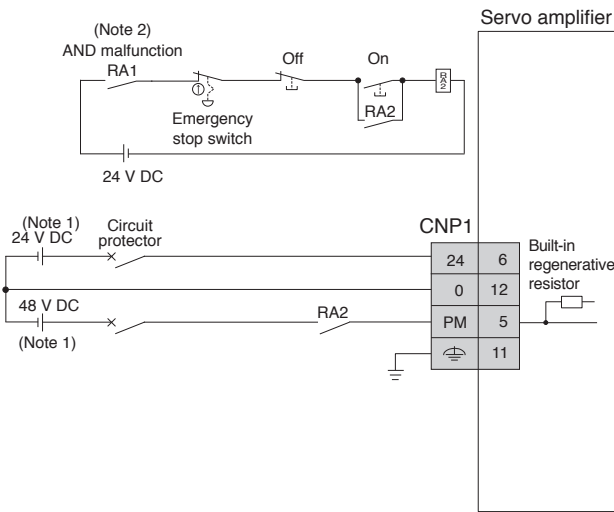 Servo amplifier
(Note 2)
AND malfunction
RA1
Off
On
RA2
RA2
Emergency
stop switch
24 V DC
(Note 1)
24 V DC
Circuit
protector
CNP1
24
6
Built-in
regenerative
resistor
0
12
48 V DC
(Note 1)
RA2
PM
5
11